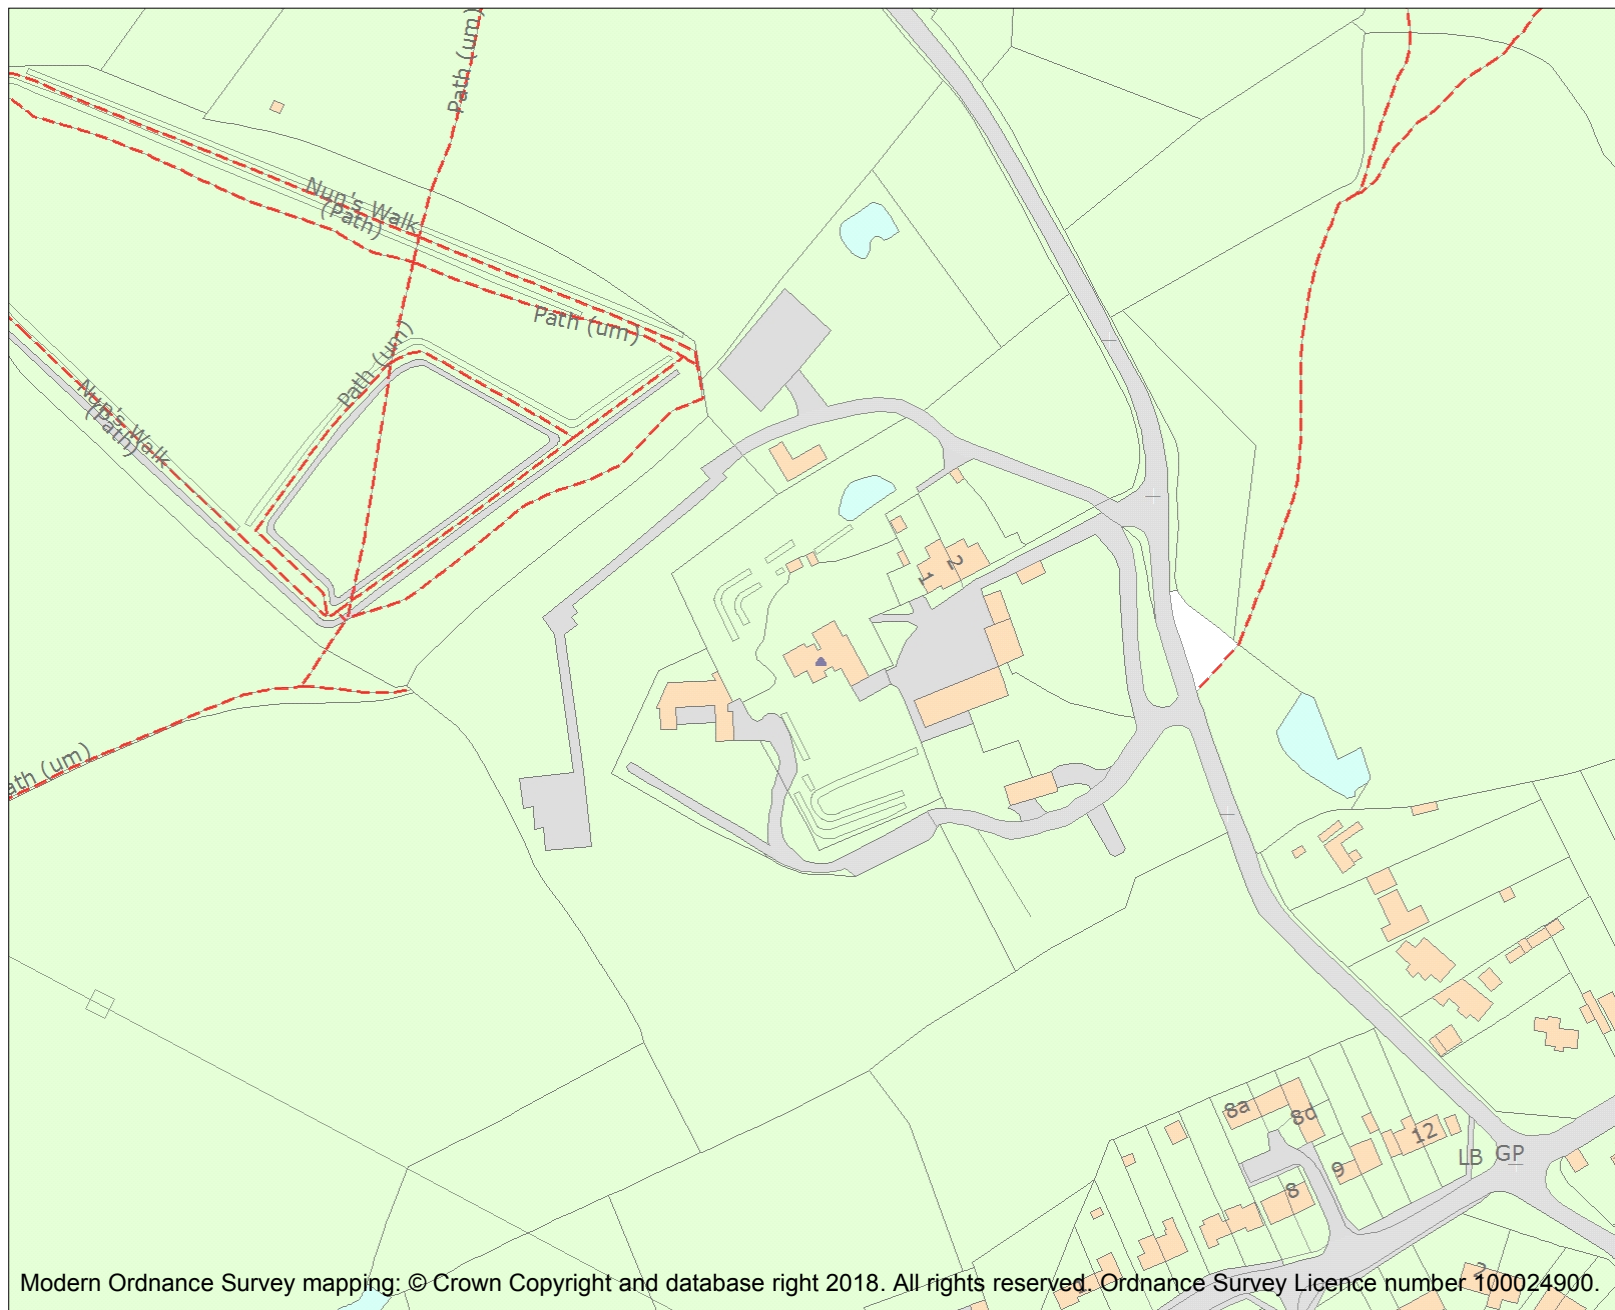 Path (um)
Nun's Walk
(Path)
Path (um)
Path (um)
Nun's Walk
(Path)
1
2
ath (um)
8a
8d
12
LB
GP
9
8
Modern Ordnance Survey mapping: © Crown Copyright and database right 2018. All rights reserved. Ordnance Survey Licence number 100024900.